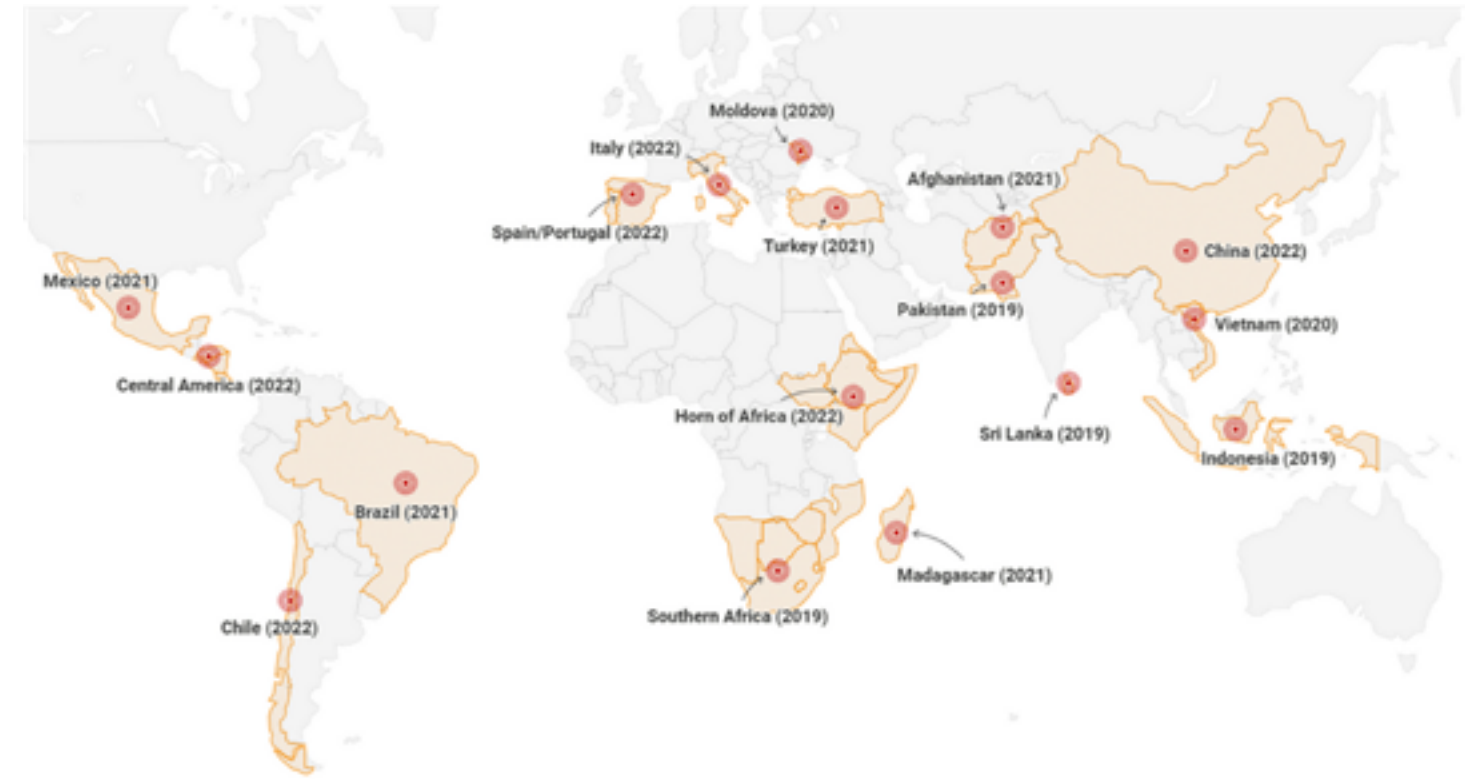 Moldova (2020)
Italy (2022)
Afghanistan (2021)
Spain/Portugal (2022)
Turkey (2021)
China (2022)
Mexico (2021)
Pakistan (2019)
Vietnam (2020)
Central America (2022)
Horn of Africa (2022)
Sri Lanka (2019)
Indonesia (2019)
Brazil (2021)
Madagascar (2021)
Southern Africa (2019)
Chile (2022)